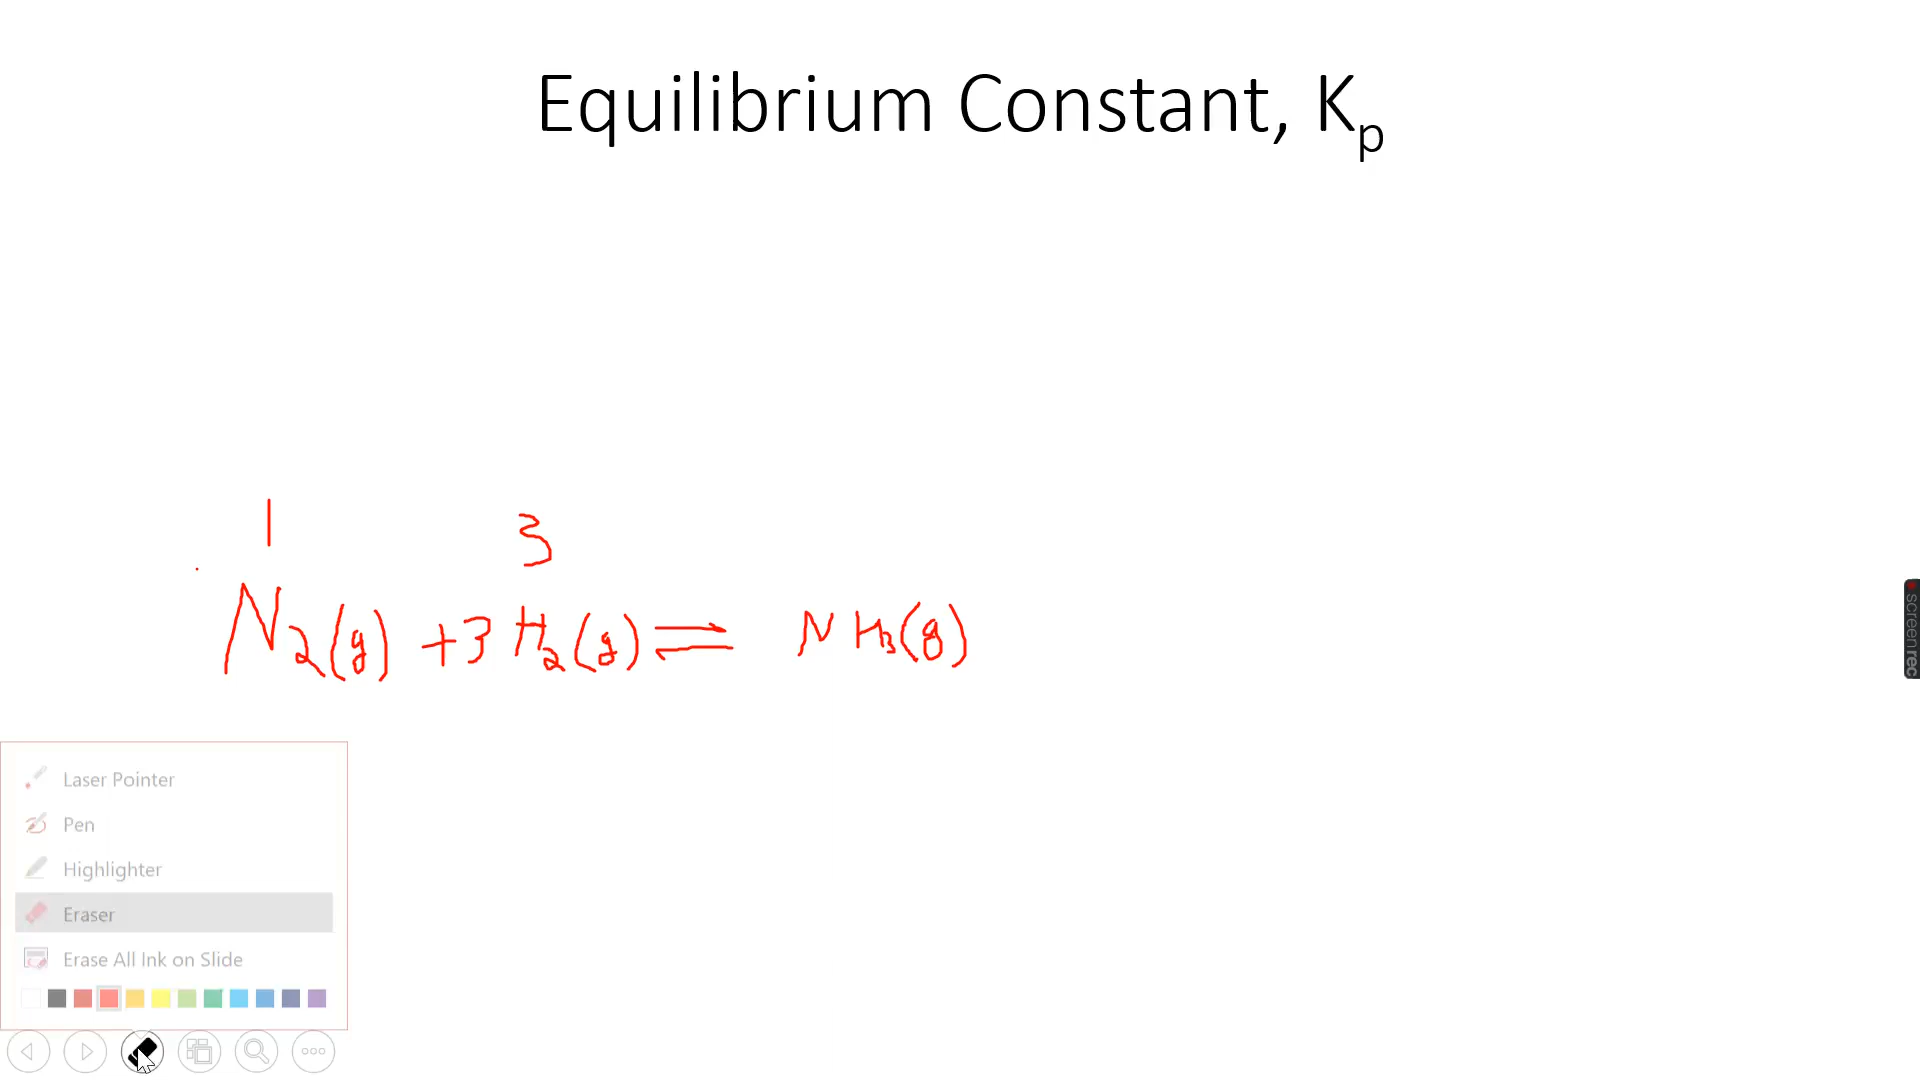 Equilibrium Constant, Kp
1 3
N2(g) + 3 H2(g) ⇌ NH3(g)
Laser Pointer
Pen
Highlighter
Eraser
Erase All Ink on Slide
screenrec